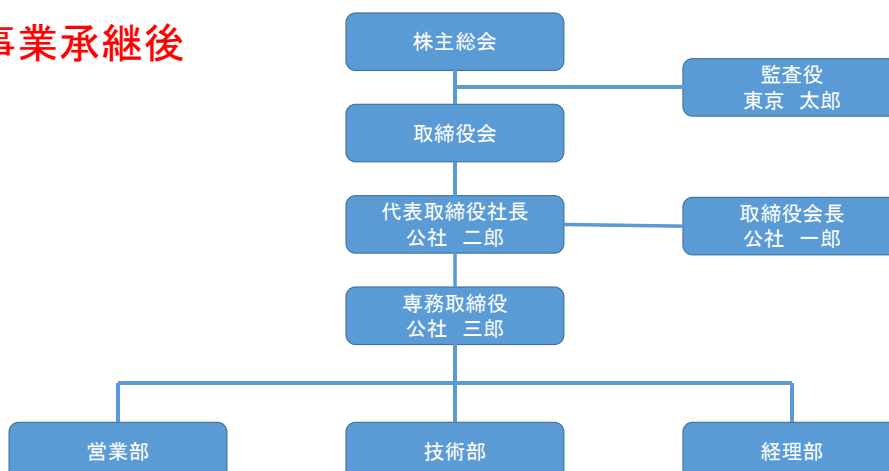 事業承継後
株主総会
監査役
東京 太郎
取締役会
代表取締役社長
公社 二郎
取締役会長
公社 一郎
専務取締役
公社 三郎
営業部
技術部
経理部